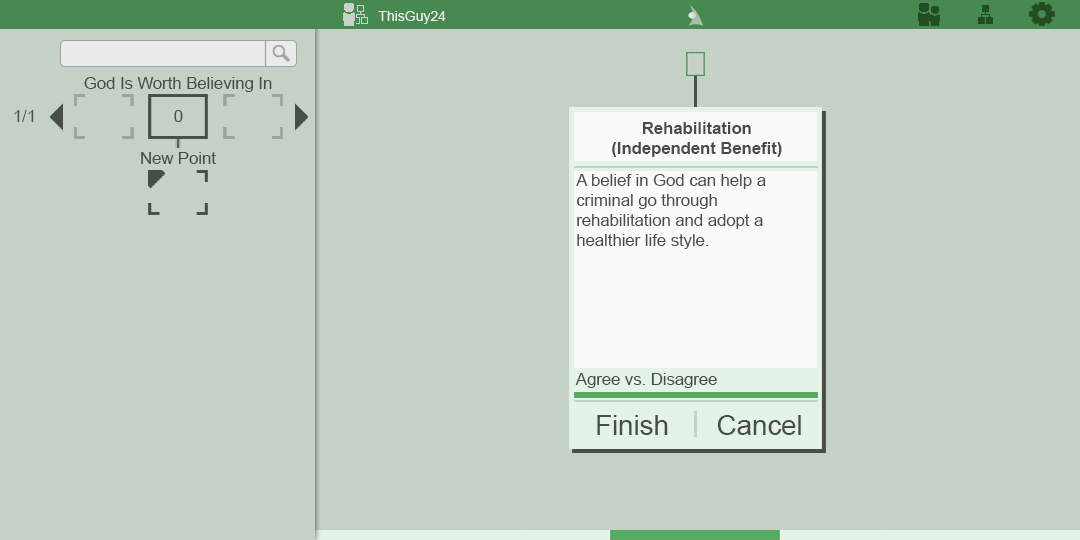 ThisGuy24
God Is Worth Believing In
1/1
0
New Point
Rehabilitation
(Independent Benefit)
A belief in God can help a
criminal go through
rehabilitation and adopt a
healthier life style.
Agree vs. Disagree
Finish
Cancel